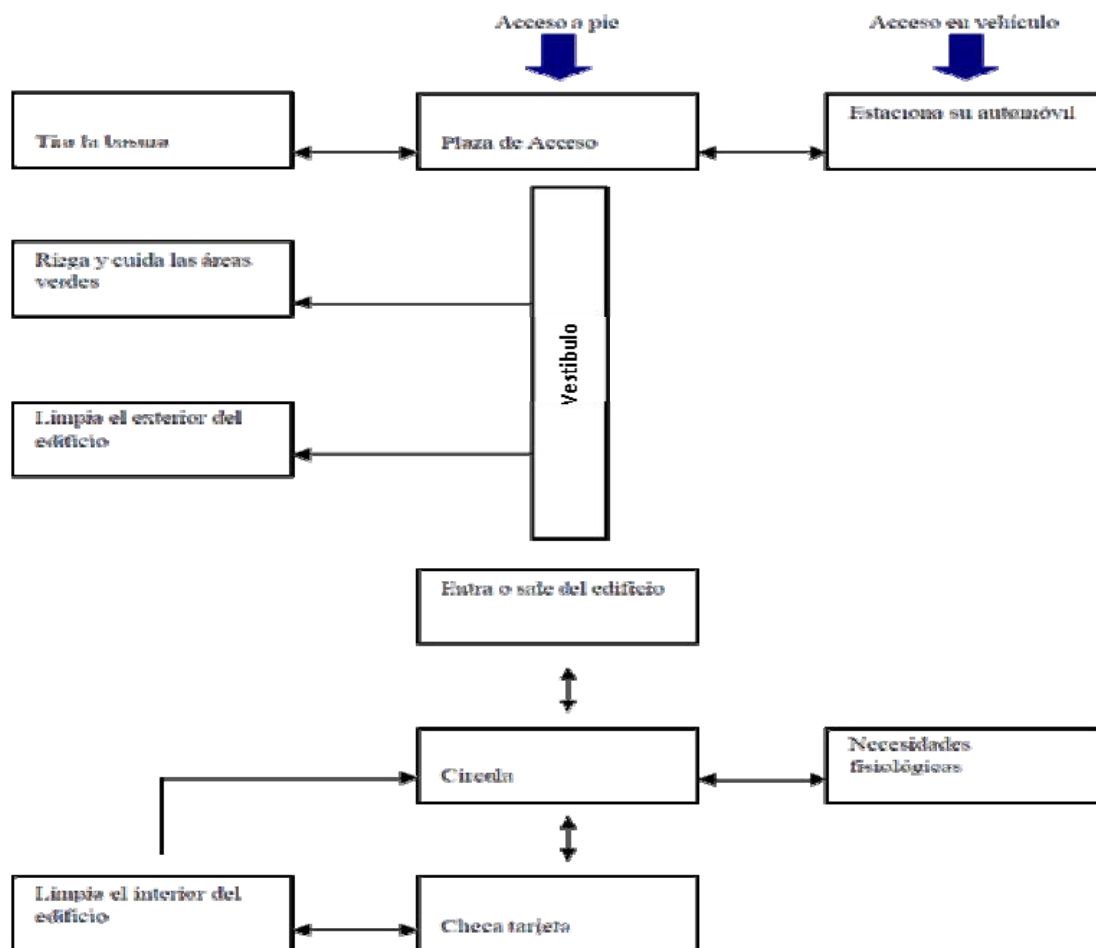 Acceso a pie
Acceso en vehículo
Tira la basura
Plaza de Acceso
Estaciona su automóvil
Riega y cuida las áreas
verdes
Vestibulo
Limpia el exterior del
edificio
Entra o sale del edificio
Circula
Necesidades
fisiológicas
Limpia el interior del
edificio
Checa tarjeta